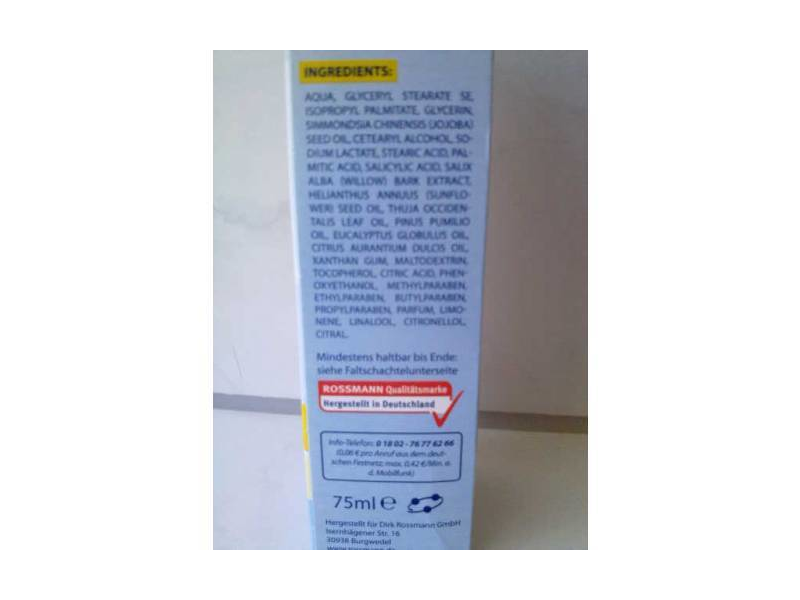 INGREDIENTS:
AQUA, GLYCERYL STEARATE SE,
ISOPROPYL PALMITATE, GLYCERIN,
SIMMONDSIA CHINENSIS (JOJOBA)
SEED OIL, CETEARYL ALCOHOL, SO-
DIUM LACTATE, STEARIC ACID, PAL-
MITIC ACID, SALICYLIC ACID, SALIX
ALBA (WILLOW) BARK EXTRACT,
HELIANTHUS ANNUUS (SUNFLO-
WER) SEED OIL, THUJA OCCIDEN-
TALIS LEAF OIL, PINUS PUMILIO
OIL, EUCALYPTUS GLOBULUS OIL,
CITRUS AURANTIUM DULCIS OIL,
XANTHAN GUM, MALTODEXTRIN,
TOCOPHEROL, CITRIC ACID, PHEN-
OXYETHANOL, METHYLPARABEN,
ETHYLPARABEN, BUTYLPARABEN,
PROPYLPARABEN, PARFUM, LIMO-
NENE, LINALOOL, CITRONELLOL,
CITRAL.
Mindestens haltbar bis Ende:
siehe Faltschachtelunterseite
ROSSMANN Qualitätsmarke
Hergestellt in Deutschland
Info-Telefon: 0 18 02 - 76 77 62 66
(0,06 € pro Anruf aus dem deut-
schen Festnetz; max. 0,42 €/Min. a.
d. Mobilfunk)
75ml e
Hergestellt für Dirk Rossmann GmbH
Isernhägener Str. 16
30938 Burgwedel
www.rossmann.de